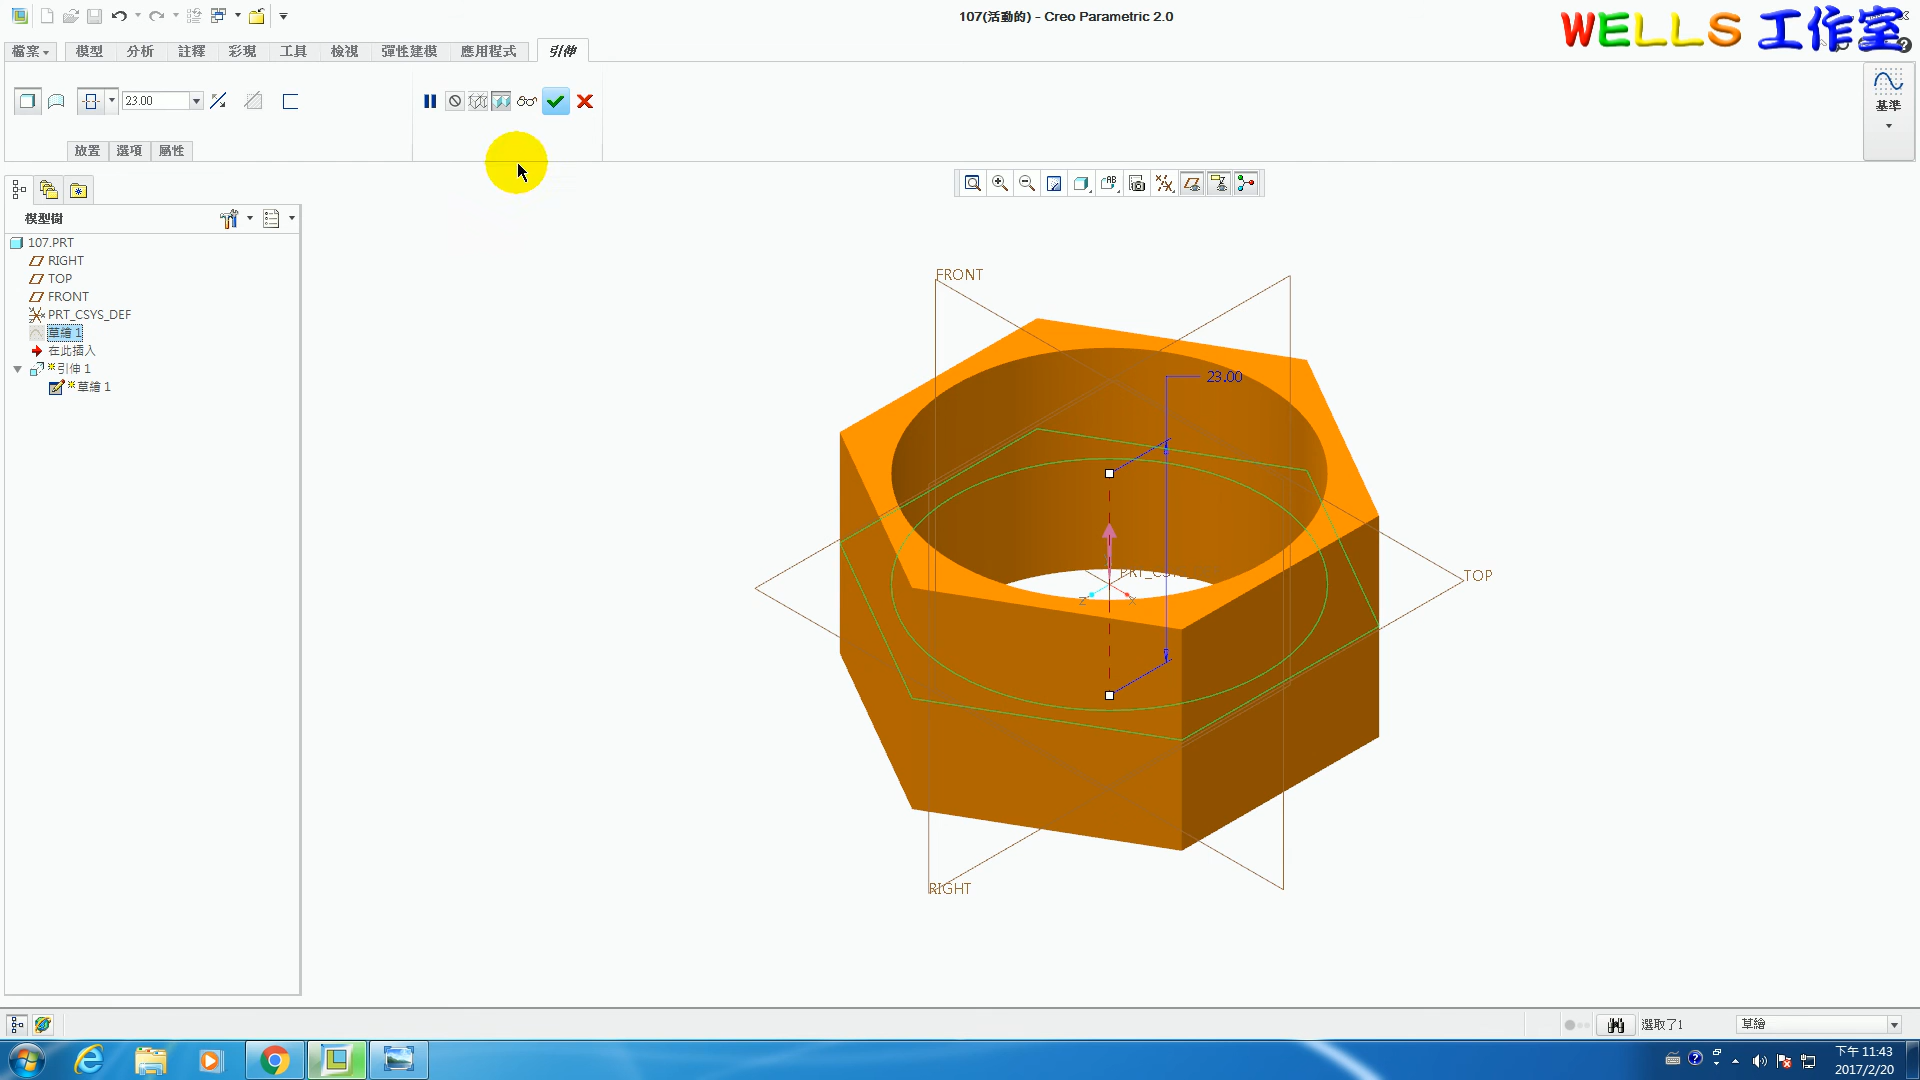 107(活動的) - Creo Parametric 2.0
WELLS 工作室
檔案 模型 分析 註釋 彩現 工具 檢視 彈性建模 應用程式 引伸
23.00
基準
放置 選項 屬性
模型樹
107.PRT
RIGHT
TOP
FRONT
PRT_CSYS_DEF
草繪 1
在此插入
引伸 1
草繪 1
FRONT
23.00
TOP
Z
X
RIGHT
選取了1
草繪
下午 11:43
2017/2/20